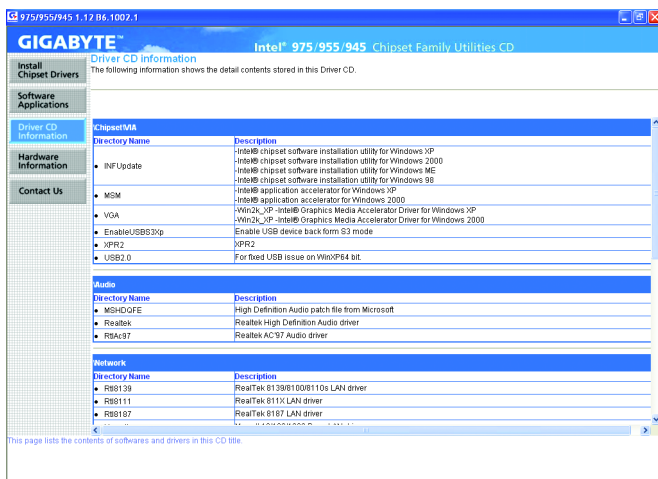 975/955/945 1.12 B6.1002.1
GIGABYTE™
Intel® 975/955/945 Chipset Family Utilities CD
Install
Chipset Drivers
Software
Applications
Driver CD
Information
Hardware
Information
Contact Us
Driver CD information
The following information shows the detail contents stored in this Driver CD.
\Chipset\VIA
Directory Name Description
• INFUpdate
-Intel® chipset software installation utility for Windows XP
-Intel® chipset software installation utility for Windows 2000
-Intel® chipset software installation utility for Windows ME
-Intel® chipset software installation utility for Windows 98
• MSM
-Intel® application accelerator for Windows XP
-Intel® application accelerator for Windows 2000
• VGA
-Win2k_XP -Intel® Graphics Media Accelerator Driver for Windows XP
-Win2k_XP -Intel® Graphics Media Accelerator Driver for Windows 2000
• EnableUSBS3Xp Enable USB device back form S3 mode
• XPR2 XPR2
• USB2.0 For fixed USB issue on WinXP64 bit.
\Audio
Directory Name Description
• MSHDQFE High Definition Audio patch file from Microsoft
• Realtek Realtek High Definition Audio driver
• RtlAc97 Realtek AC'97 Audio driver
\Network
Directory Name Description
• Rtl8139 RealTek 8139/8100/8110s LAN driver
• Rtl8111 RealTek 811X LAN driver
• Rtl8187 RealTek 8187 LAN driver
This page lists the contents of softwares and drivers in this CD title.